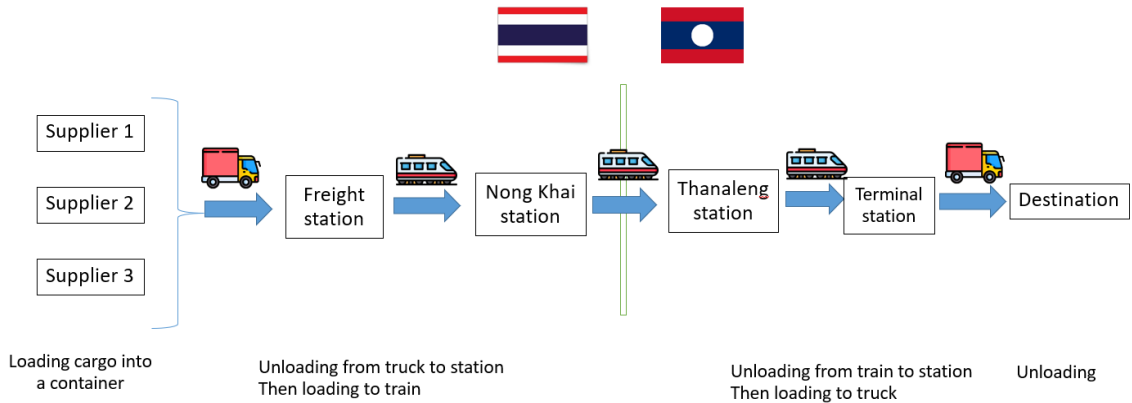 Supplier 1
Supplier 2
Supplier 3
Freight
station
Nong Khai
station
Thanaleng
station
Terminal
station
Destination
Loading cargo into
a container
Unloading from truck to station
Then loading to train
Unloading from train to station
Then loading to truck
Unloading